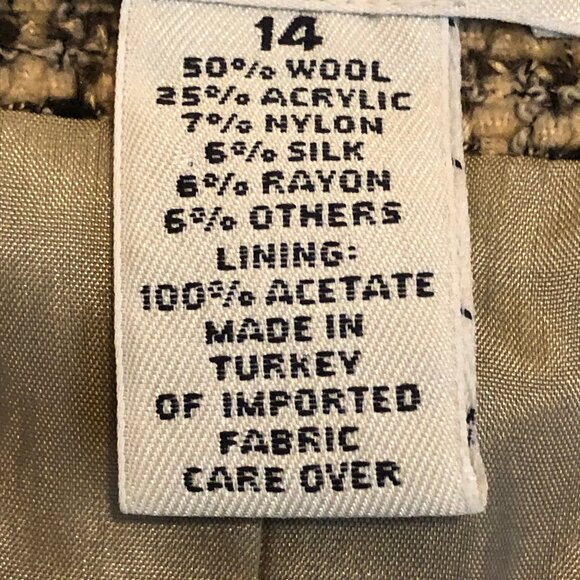 14
50% WOOL
25% ACRYLIC
7% NYLON
6% SILK
6% RAYON
6% OTHERS
LINING:
100% ACETATE
MADE IN
TURKEY
OF IMPORTED
FABRIC
CARE OVER